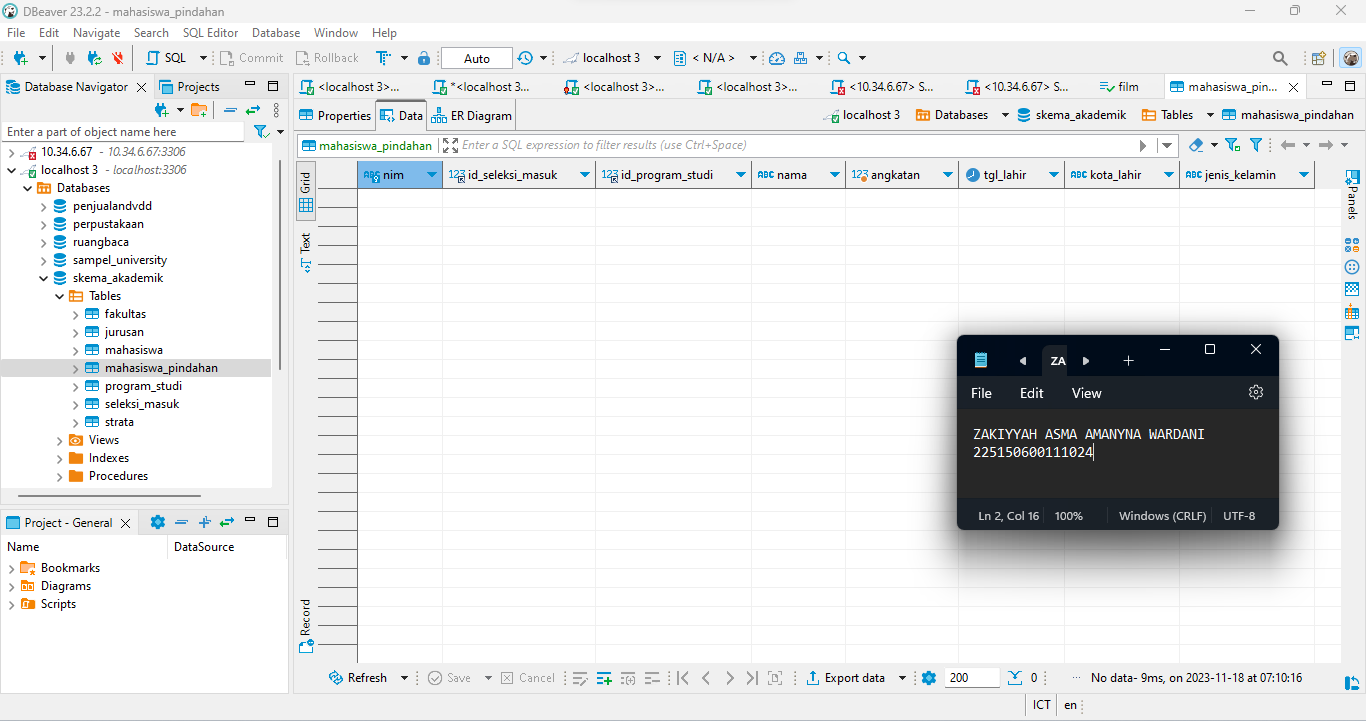 DBeaver 23.2.2 - mahasiswa_pindahan
File Edit Navigate Search SQL Editor Database Window Help
SQL Commit Rollback Auto localhost 3 < N/A >
Database Navigator Projects
<localhost 3>... *<localhost 3... <localhost 3>... <localhost 3>... <10.34.6.67> S... <10.34.6.67> S... film mahasiswa_pin...
Properties Data ER Diagram localhost 3 Databases skema_akademik Tables mahasiswa_pindahan
Enter a part of object name here
mahasiswa_pindahan Enter a SQL expression to filter results (use Ctrl+Space)
10.34.6.67 - 10.34.6.67:3306
localhost 3 - localhost:3306
Databases
penjualandvdd
perpustakaan
ruangbaca
sampel_university
skema_akademik
Tables
fakultas
jurusan
mahasiswa
mahasiswa_pindahan
program_studi
seleksi_masuk
strata
Views
Indexes
Procedures
Grid
Text
Record
ABC nim 123 id_seleksi_masuk 123 id_program_studi ABC nama 123 angkatan tgl_lahir ABC kota_lahir ABC jenis_kelamin
Panels
ZA
File Edit View
ZAKIYYAH ASMA AMANYNA WARDANI
225150600111024
Ln 2, Col 16 100% Windows (CRLF) UTF-8
Project - General
Name DataSource
Bookmarks
Diagrams
Scripts
Refresh Save Cancel Export data 200 0 ... No data - 9ms, on 2023-11-18 at 07:10:16
ICT en